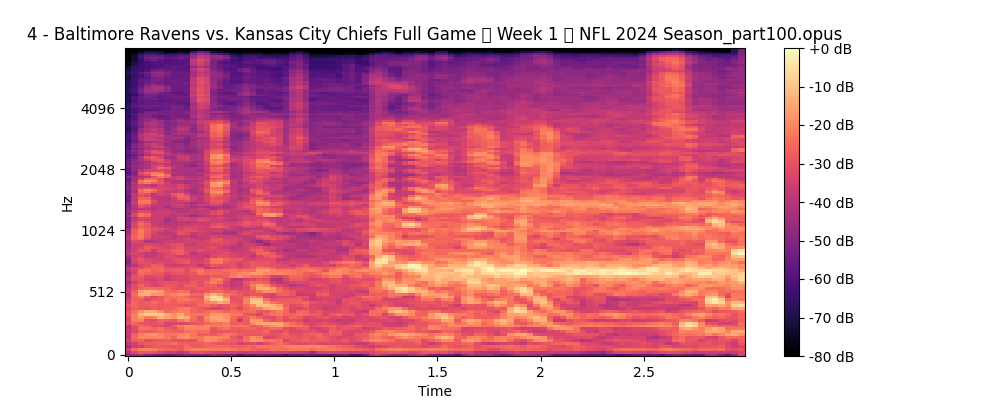 4 - Baltimore Ravens vs. Kansas City Chiefs Full Game ▯ Week 1 ▯ NFL 2024 Season_part100.opus
+0 dB
-10 dB
-20 dB
-30 dB
-40 dB
-50 dB
-60 dB
-70 dB
-80 dB
4096
2048
1024
512
0
Hz
0
0.5
1
1.5
2
2.5
Time